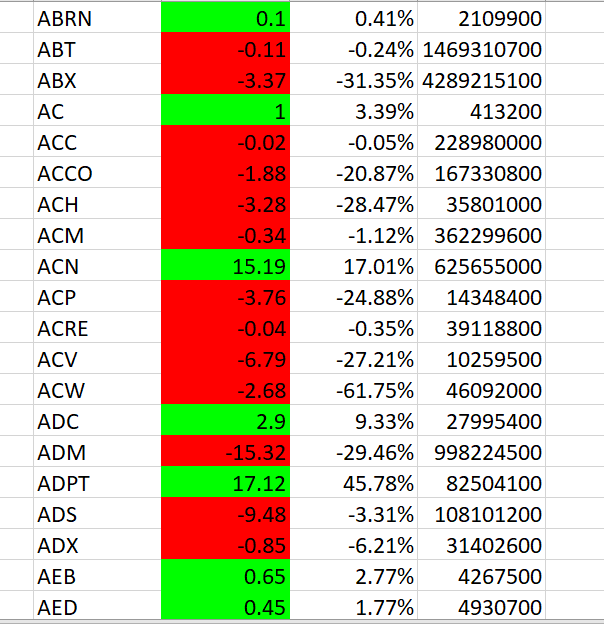 ABRN 0.1 0.41% 2109900
ABT -0.11 -0.24% 1469310700
ABX -3.37 -31.35% 4289215100
AC 1 3.39% 413200
ACC -0.02 -0.05% 228980000
ACCO -1.88 -20.87% 167330800
ACH -3.28 -28.47% 35801000
ACM -0.34 -1.12% 362299600
ACN 15.19 17.01% 625655000
ACP -3.76 -24.88% 14348400
ACRE -0.04 -0.35% 39118800
ACV -6.79 -27.21% 10259500
ACW -2.68 -61.75% 46092000
ADC 2.9 9.33% 27995400
ADM -15.32 -29.46% 998224500
ADPT 17.12 45.78% 82504100
ADS -9.48 -3.31% 108101200
ADX -0.85 -6.21% 31402600
AEB 0.65 2.77% 4267500
AED 0.45 1.77% 4930700